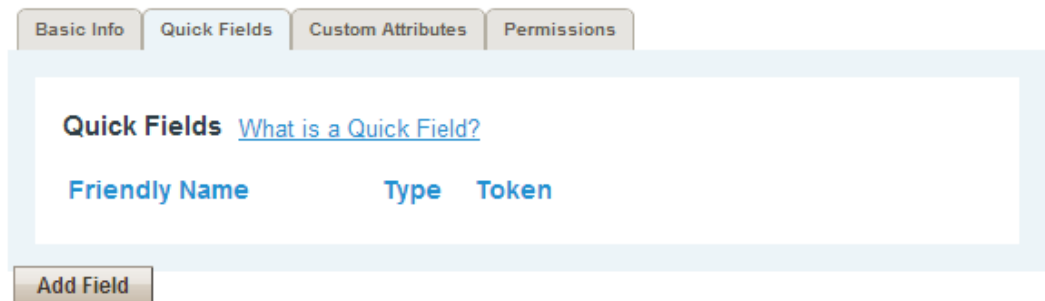 Basic Info Quick Fields Custom Attributes Permissions
Quick Fields What is a Quick Field?
Friendly Name Type Token
Add Field